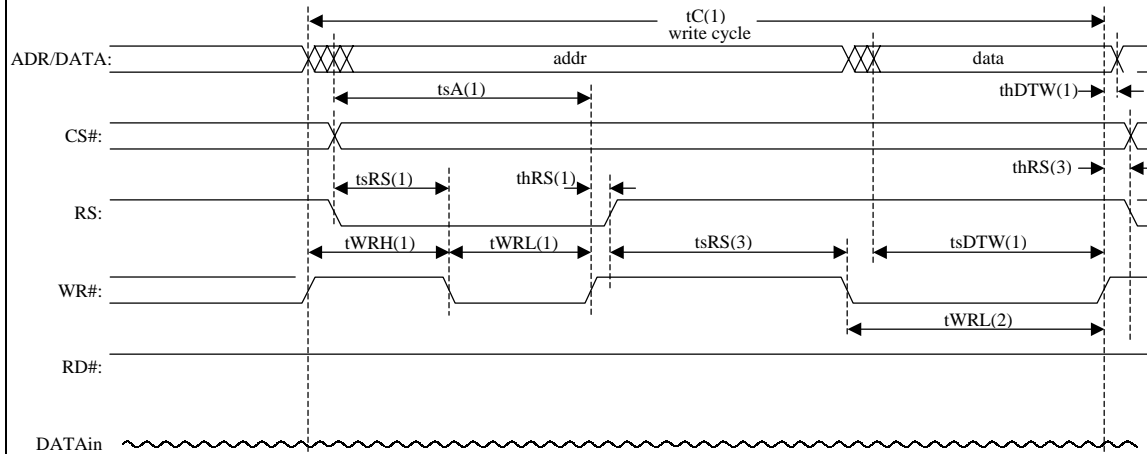 tC(1)
write cycle
ADR/DATA:
addr
data
tsA(1)
thDTW(1)
CS#:
tsRS(1)
thRS(1)
thRS(3)
RS:
tWRH(1)
tWRL(1)
tsRS(3)
tsDTW(1)
WR#:
tWRL(2)
RD#:
DATAin